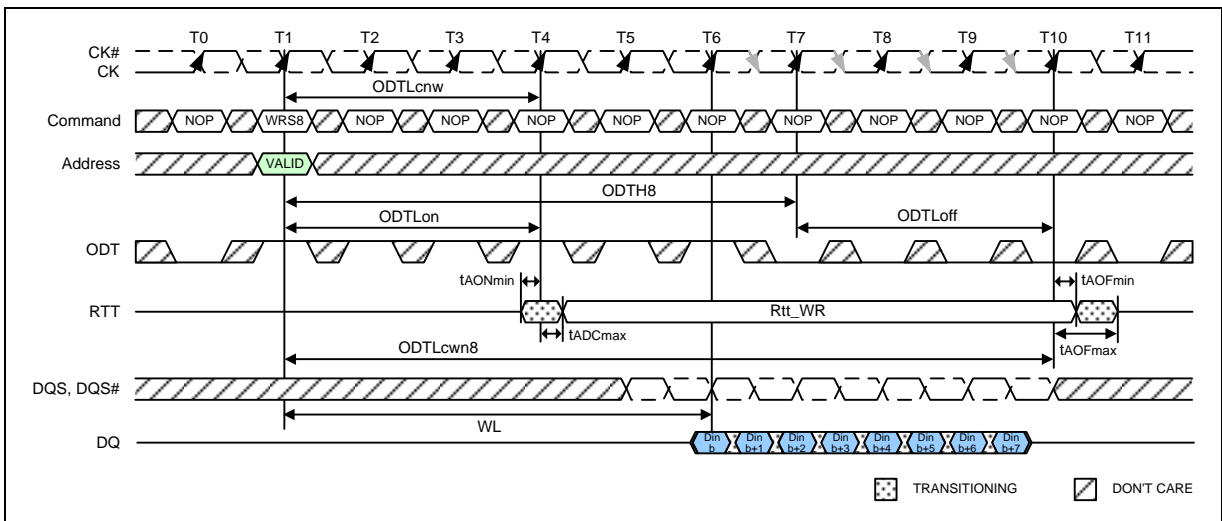 T0 T1 T2 T3 T4 T5 T6 T7 T8 T9 T10 T11
CK#
CK
ODTLcnw
Command NOP WRS8 NOP NOP NOP NOP NOP NOP NOP NOP NOP NOP
Address VALID
ODTH8
ODTLon ODTLoff
ODT
tAONmin tAOFmin
RTT Rtt_WR
tADCmax
ODTLcwn8 tAOFmax
DQS, DQS#
WL
DQ Din b Din b+1 Din b+2 Din b+3 Din b+4 Din b+5 Din b+6 Din b+7
TRANSITIONING DON'T CARE